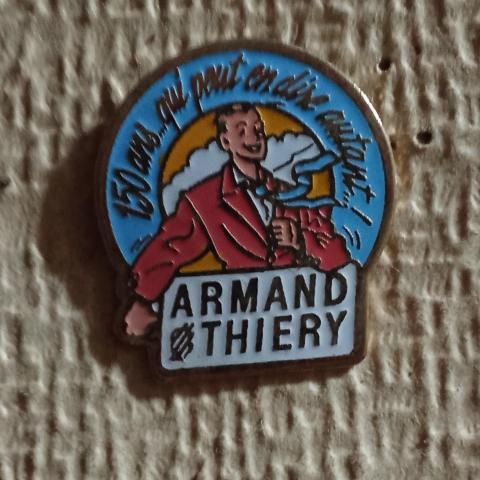 150 ans...qui peut en dire autant...!
ARMAND
THIERY